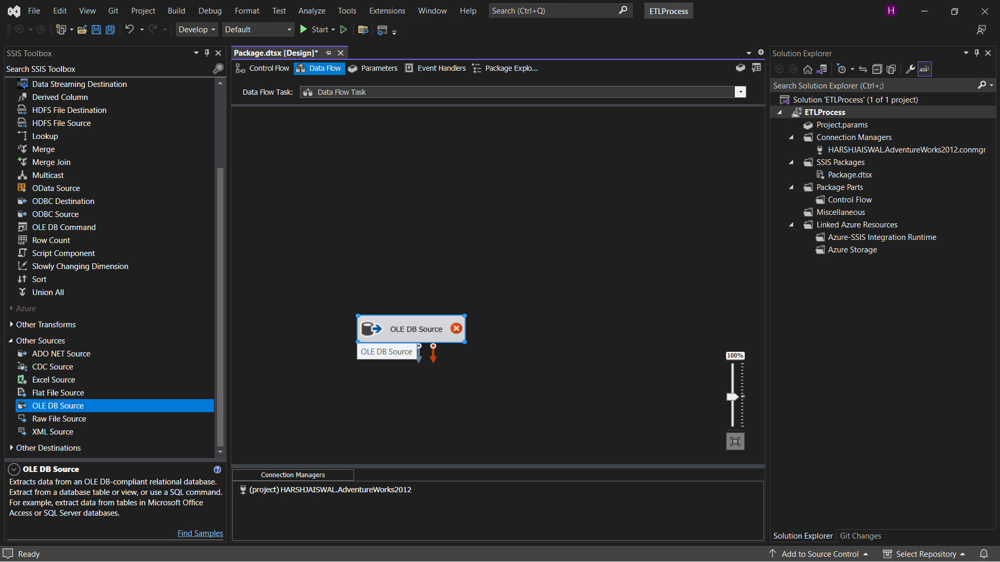 File Edit View Git Project Build Debug Format Test Analyze Tools Extensions Window Help Search (Ctrl+Q) ETLProcess H
Develop Default Start
SSIS Toolbox
Search SSIS Toolbox
Data Streaming Destination
Derived Column
HDFS File Destination
HDFS File Source
Lookup
Merge
Merge Join
Multicast
OData Source
ODBC Destination
ODBC Source
OLE DB Command
Row Count
Script Component
Slowly Changing Dimension
Sort
Union All
Azure
Other Transforms
Other Sources
ADO NET Source
CDC Source
Excel Source
Flat File Source
OLE DB Source
Raw File Source
XML Source
Other Destinations
OLE DB Source
Extracts data from an OLE DB-compliant relational database.
Extract from a database table or view, or use a SQL command.
For example, extract data from tables in Microsoft Office
Access or SQL Server databases.
Find Samples
Package.dtsx [Design]*
Control Flow Data Flow Parameters Event Handlers Package Explo...
Data Flow Task: Data Flow Task
OLE DB Source
OLE DB Source
100%
Connection Managers
(project) HARSHJAISWAL.AdventureWorks2012
Solution Explorer
Search Solution Explorer (Ctrl+;)
Solution 'ETLProcess' (1 of 1 project)
ETLProcess
Project.params
Connection Managers
HARSHJAISWAL.AdventureWorks2012.conmgr
SSIS Packages
Package.dtsx
Package Parts
Control Flow
Miscellaneous
Linked Azure Resources
Azure-SSIS Integration Runtime
Azure Storage
Solution Explorer Git Changes
Ready Add to Source Control Select Repository